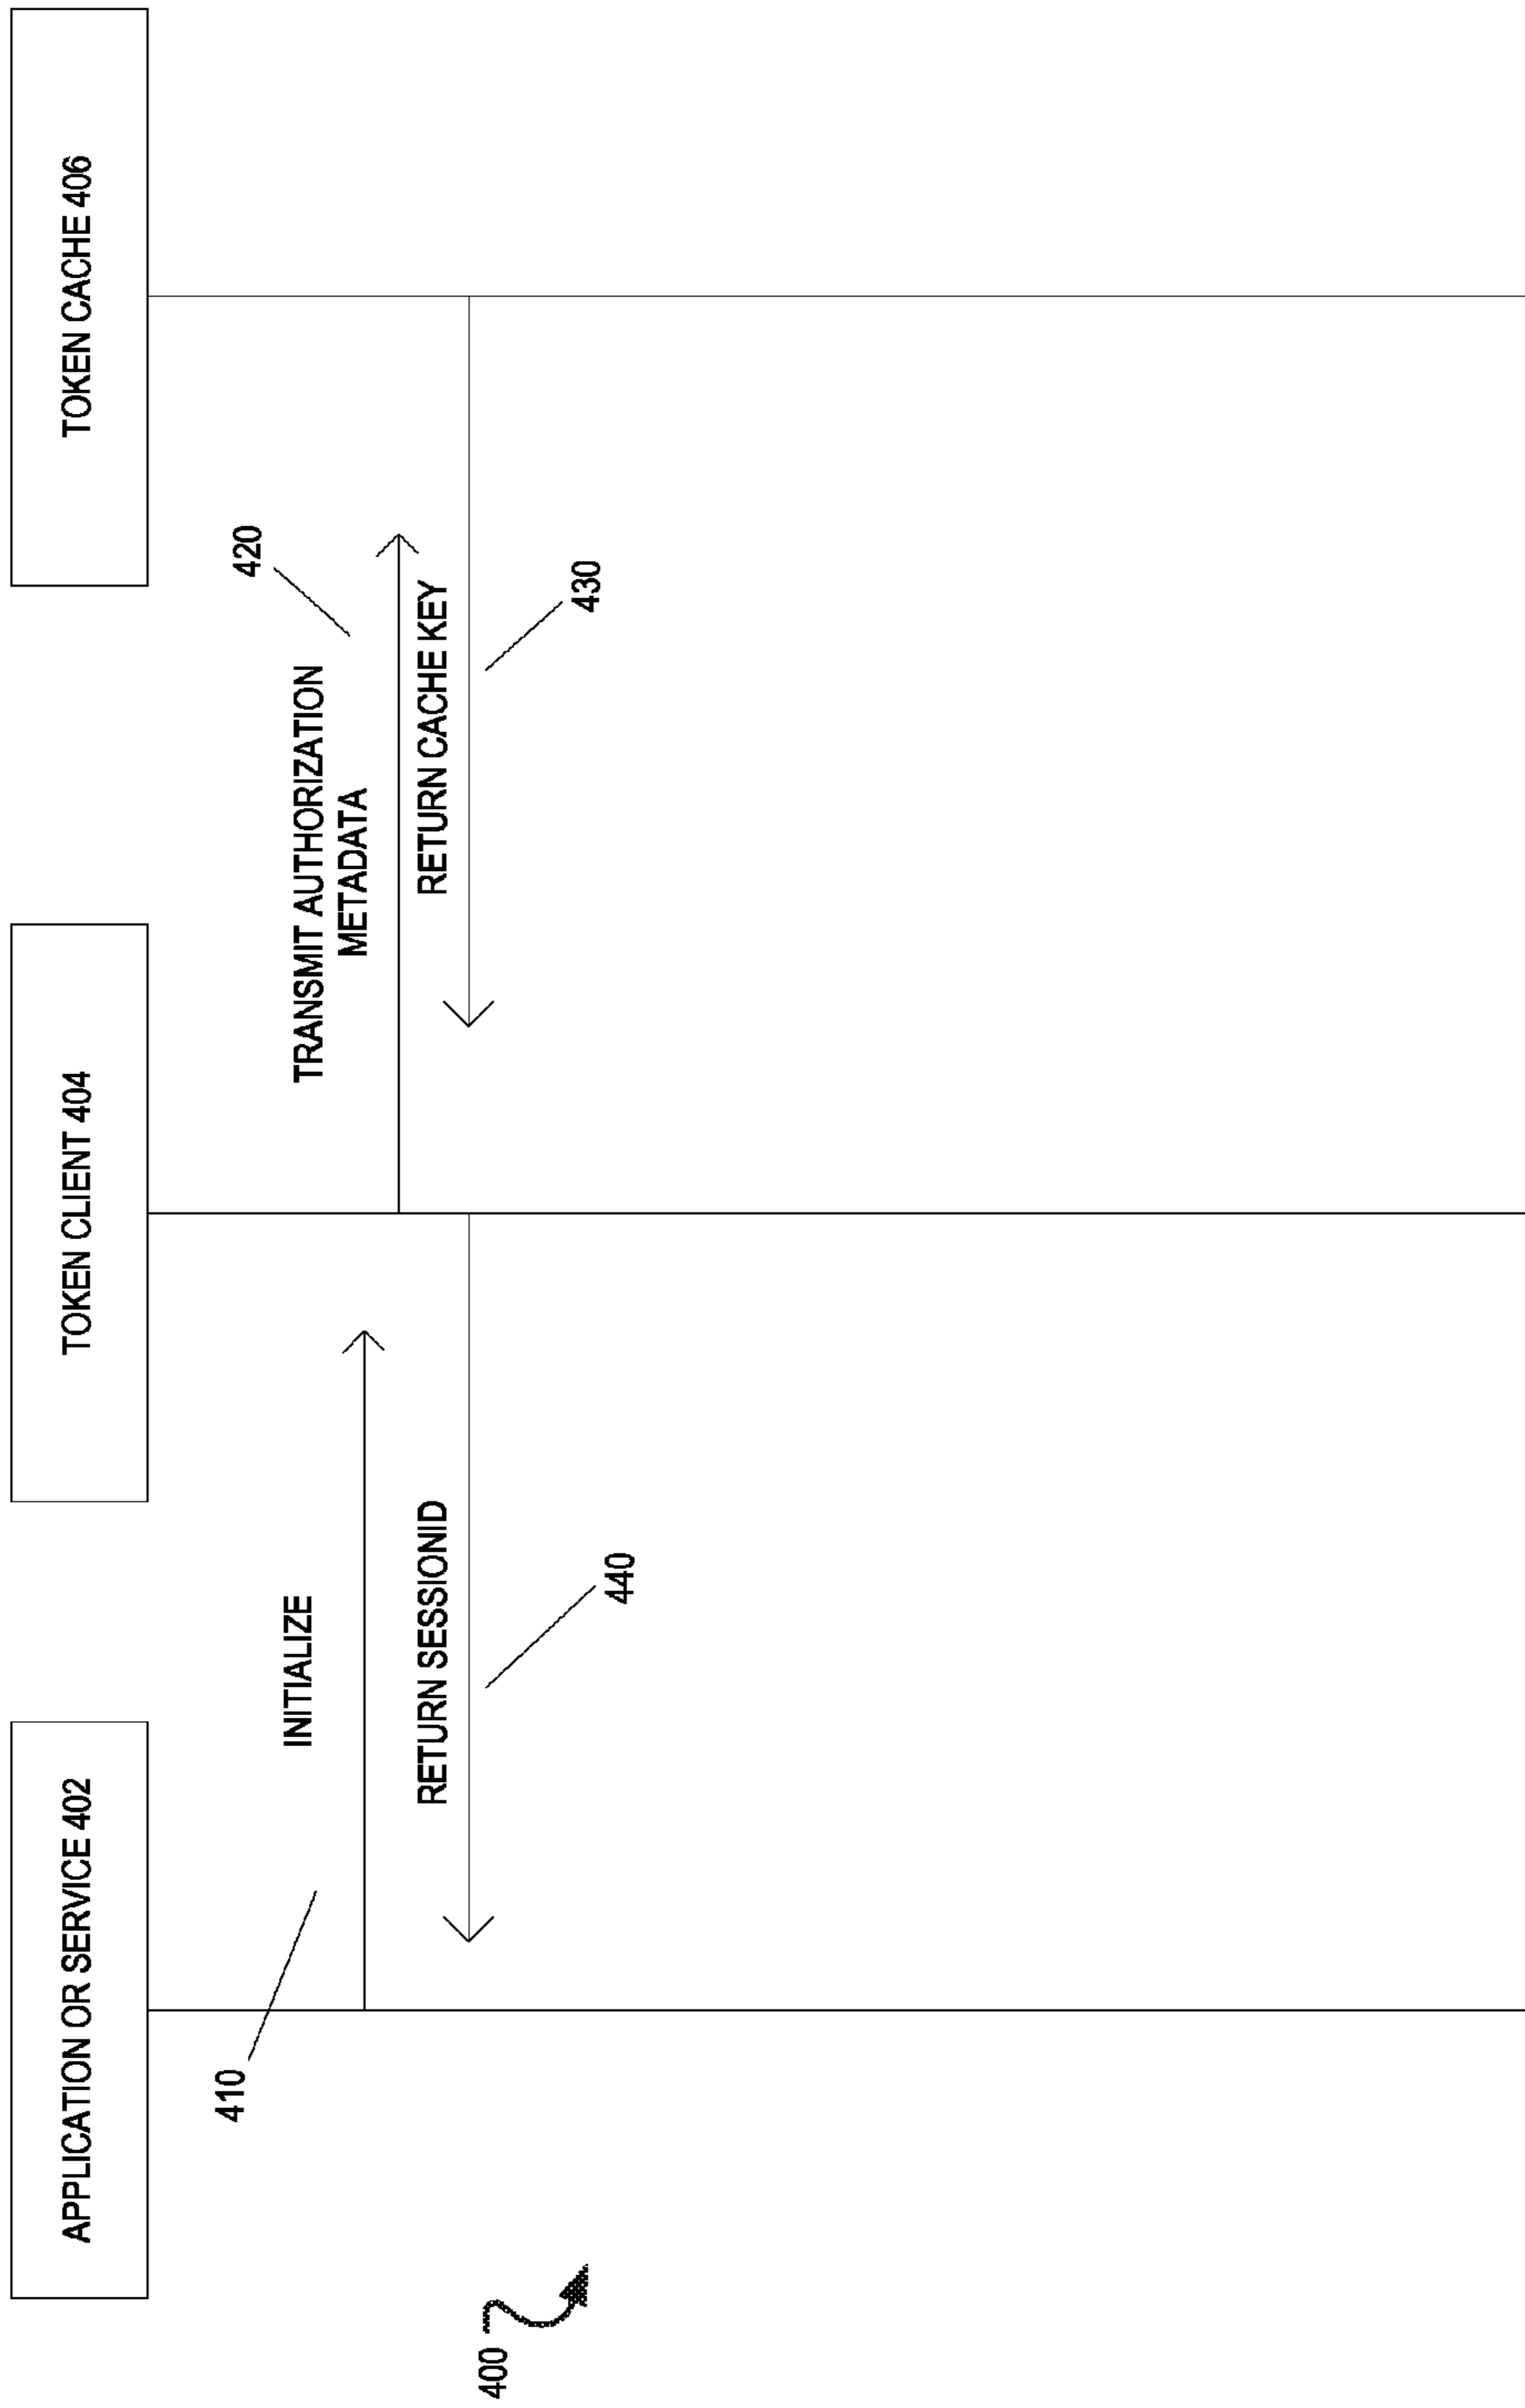 APPLICATION OR SERVICE 402
TOKEN CLIENT 404
TOKEN CACHE 406
410
INITIALIZE
420
TRANSMIT AUTHORIZATION
METADATA
RETURN CACHE KEY
430
RETURN SESSIONID
440
400